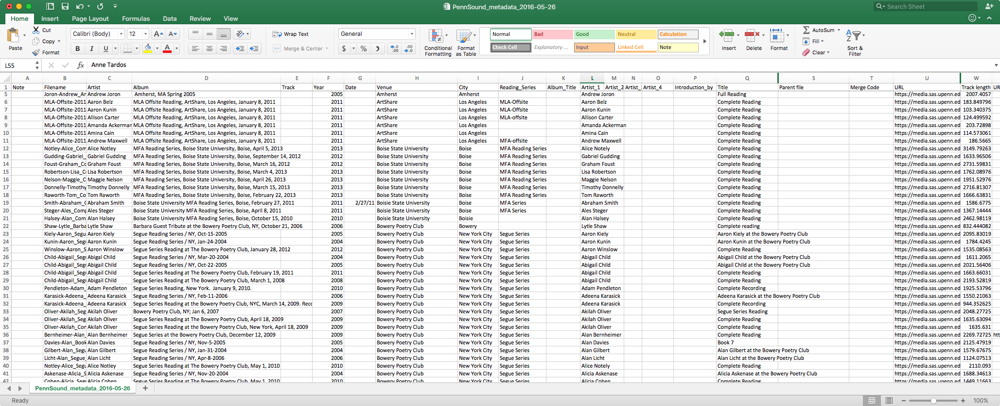 PennSound_metadata_2016-05-26
Search Sheet
Home Insert Page Layout Formulas Data Review View
Paste Cut Copy Format
Calibri (Body) 12 A A
B I U A
Wrap Text Merge & Center
General
$ % )
Conditional Formatting Format as Table
Normal Bad Good Neutral Calculation
Check Cell Explanatory ... Input Linked Cell Note
Insert Delete Format
AutoSum Fill Clear Sort & Filter
L55 fx Anne Tardos
A B C D E F G H I J K L M N O P Q S T U W
1 Note Filename Artist Album Track Year Date Venue City Reading_Series Album_Title Artist_1 Artist_2 Artist_ Artist_4 Introduction_by Title Parent file Merge Code URL Track length UR
5 Joron-Andrew_Ar Andrew Joron Amherst, MA Spring 2005 2005 Amherst Amherst Andrew Joron Full Reading https://media.sas.upenn.ed 2007.4057
6 MLA-Offsite-2011 Aaron Belz MLA Offsite Reading, ArtShare, Los Angeles, January 8, 2011 2011 ArtShare Los Angeles MLA-Offsite Aaron Belz Complete Reading https://media.sas.upenn.ed 183.849796
7 MLA-Offsite-2011 Aaron Kunin MLA Offsite Reading, ArtShare, Los Angeles, January 8, 2011 2011 ArtShare Los Angeles MLA-Offsite Aaron Kunin Complete Reading https://media.sas.upenn.ed 103.340375
8 MLA-Offsite-2011 Allison Carter MLA Offsite Reading, ArtShare, Los Angeles, January 8, 2011 2011 ArtShare Los Angeles MLA-offsite Allison Carter Complete Reading https://media.sas.upenn.ed 124.499592
9 MLA-Offsite-2011 Amanda Ackerman MLA Offsite Reading, ArtShare, Los Angeles, January 8, 2011 2011 ArtShare Los Angeles Amanda Ackerman Complete Reading https://media.sas.upenn.ed 203.72898
10 MLA-Offsite-2011 Amina Cain MLA Offsite Reading, ArtShare, Los Angeles, January 8, 2011 2011 ArtShare Los Angeles Amina Cain Complete Reading https://media.sas.upenn.ed 114.573061
11 MLA-Offsite-2011 Andrew Maxwell MLA Offsite Reading, ArtShare, Los Angeles, January 8, 2011 2011 ArtShare Los Angeles MFA-offsite Andrew Maxwell Complete Reading https://media.sas.upenn.ed 186.5665
12 Notley-Alice_Com Alice Notley MFA Reading Series, Boise State University, Boise, April 5, 2013 2013 Boise State University Boise MFA Reading Series Alice Notely Complete Reading https://media.sas.upenn.ed 3149.79263
13 Gudding-Gabriel_ Gabriel Gudding MFA Reading Series, Boise State University, Boise, September 14, 2012 2012 Boise State University Boise MFA Reading Series Gabriel Gudding Complete Reading https://media.sas.upenn.ed 1633.96506
14 Foust-Graham_Cc Graham Foust MFA Reading Series, Boise State University, Boise, March 16, 2012 2012 Boise State University Boise MFA Reading Series Graham Foust Complete Reading https://media.sas.upenn.ed 2731.59831
15 Robertson-Lisa_C Lisa Robertson MFA Reading Series, Boise State University, Boise, March 4, 2013 2013 Boise State University Boise MFA Reading Series Lisa Robertson Complete Reading https://media.sas.upenn.ed 1762.08976
16 Nelson-Maggie_C Maggie Nelson MFA Reading Series, Boise State University, Boise, April 26, 2013 2013 Boise State University Boise MFA Reading Series Maggie Nelson Complete Reading https://media.sas.upenn.ed 1951.52976
17 Donnelly-Timothy Timothy Donnelly MFA Reading Series, Boise State University, Boise, March 15, 2013 2013 Boise State University Boise MFA Reading Series Timothy Donnelly Complete Reading https://media.sas.upenn.ed 2716.81307
18 Raworth-Tom_Co Tom Raworth MFA Reading Series, Boise State University, Boise, February 22, 2013 2013 Boise State University Boise MFA Reading Series Tom Raworth Complete Reading https://media.sas.upenn.ed 1666.63831
19 Smith-Abraham_C Abraham Smith Boise State University MFA Reading Series, Boise, February 27, 2011 2011 2/27/11 Boisie State University Boise MFA Series Abraham Smith Complete Reading https://media.sas.upenn.ed 1586.6775
20 Steger-Ales_Comp Ales Steger Boise State University MFA Reading Series, Boise, April 8, 2011 2011 Boisie State University Boise MFA Series Ales Steger Complete Reading https://media.sas.upenn.ed 1367.14444
21 Halsey-Alan_Com Alan Halsey Boise State University MFA Reading Series, Boise, October 15, 2010 2010 Boisie State University Boisie Alan Halsey Complete Reading https://media.sas.upenn.ed 2462.98119
22 Shaw-Lytle_Barba Lytle Shaw Barbara Guest Tribute at the Bowery Poetry Club, NY, October 21, 2006 2006 Bowery Poetry Club Bowery Lytle Shaw Complete reading https://media.sas.upenn.ed 832.444082
23 Kiely-Aaron_Segu Aaron Kiely Segue Reading Series / NY, Oct-15-2005 2005 Bowery Poetry Club New York City Segue Series Aaron Kiely Aaron Kiely at the Bowery Poetry Club https://media.sas.upenn.ed 2095.83019
24 Kunin-Aaron_Seg Aaron Kunin Segue Reading Series / NY, Jan-24-2004 2004 Bowery Poetry Club New York City Segue Series Aaron Kunin Aaron Kunin at the Bowery Poetry Club https://media.sas.upenn.ed 1784.4245
25 Winslow-Aaron_S Aaron Winslow Segue Series Reading at The Bowery Poetry Club, January 28, 2012 2012 Bowery Poetry Club New York City Segue Series Aaron Winslow Complete Reading https://media.sas.upenn.ed 1535.08563
26 Child-Abigail_Seg Abigal Child Segue Reading Series / NY, Mar-20-2004 2004 Bowery Poetry Club New York City Segue Series Abigail Child Abigail Child at the Bowery Poetry Club https://media.sas.upenn.ed 1611.2065
27 Child-Abigail_Seg Abigail Child Segue Reading Series / NY, Oct-22-2005 2005 Bowery Poetry Club New York City Segue Series Abigail Child Abigail Child at the Bowery Poetry Club https://media.sas.upenn.ed 2021.56406
28 Child-Abigail_Seg Abigail Child Segue Series Reading at The Bowery Poetry Club, February 19, 2011 2011 Bowery Poetry Club New York City Segue Series Abigail Child Complete Reading https://media.sas.upenn.ed 1663.66031
29 Child-Abigail_Seg Abigail Child Segue Series Reading at The Bowery Poetry Club, March 1, 2008 2008 Bowery Poetry Club New York City Segue Series Abigail Child Complete Reading https://media.sas.upenn.ed 2193.52819
30 Pendleton-Adam_ Adam Pendleton Segue Series Reading, New York. January 9, 2010. 2010 Bowery Poetry Club New York City Segue Series Adam Pendleton Complete Recording https://media.sas.upenn.ed 1925.53796
31 Karasick-Adeena_ Adeena Karasick Segue Reading Series / NY, Feb-11-2006 2006 Bowery Poetry Club New York City Segue Series Adeena Karasick Adeena Karasick at the Bowery Poetry Club https://media.sas.upenn.ed 1550.21063
32 Karasick-Adeena_ Adeena Karasick Segue Series Reading at the Bowery Poetry Club, NYC, March 14, 2009. Recc 2009 Bowery Poetry Club New York City Segue Series Adeena Karasick Complete Recording https://media.sas.upenn.ed 944.352625
33 Oliver-Akilah_Seg Akilah Oliver Bowery Poetry Club, NY; Jan 6, 2007 2007 Bowery Poetry Club New York City Segue Series Akilah Oliver Segue Series Reading https://media.sas.upenn.ed 2048.27725
34 Oliver-Akilah_Seg Akilah Oliver Segue Series Reading at The Bowery Poetry Club, April 18, 2009 2009 Bowery Poetry Club New York City Segue Series Akilah Oliver Complete Reading https://media.sas.upenn.ed 1635.63094
35 Oliver-Akilah_Con Akilah Oliver Segue Series Reading at the Bowery Poetry Club, New York, April 18, 2009 2009 Bowery Poetry Club New York City Segue Series Akilah Oliver Complete Reading https://media.sas.upenn.ed 1635.631
36 Bernheimer-Alan_ Alan Bernheimer Segue Series at the Bowery Poetry Club, December 12, 2009 2009 Bowery Poetry Club New York City Segue Series Alan Bernheimer Complete Reading https://media.sas.upenn.ed 2269.72725 htt
37 Davies-Alan_Book Alan Davies Segue Reading Series / NY, Nov-5-2005 2005 Bowery Poetry Club New York City Segue Series Alan Davies Book 7 https://media.sas.upenn.ed 2125.47919
38 Gilbert-Alan_Segu Alan Gilbert Segue Reading Series / NY, Jan-31-2004 2004 Bowery Poetry Club New York City Segue Series Alan Gilbert Alan Gilbert at the Bowery Poetry Club https://media.sas.upenn.ed 1579.67675
39 Licht-Alan_Segue_ Alan Licht Segue Reading Series / NY, Apr-8-2006 2006 Bowery Poetry Club New York City Segue Series Alan Licht Alan Licht at the Bowery Poetry Club https://media.sas.upenn.ed 1124.07513
40 Notley-Alice_Segu Alice Notley Segue Series Reading at The Bowery Poetry Club, May 1, 2010 2010 Bowery Poetry Club New York City Segue Series Alice Notely Complete Reading https://media.sas.upenn.ed 2110.093
41 Askenase-Alicia_S Alicia Askenase Segue Reading Series / NY, Nov-20-2004 2004 Bowery Poetry Club New York City Segue Series Alicia Askenase Alicia Askenase at the Bowery Poetry Club https://media.sas.upenn.ed 1688.34613
42 Cohen-Alicia_Segu Alicia Cohen Segue Series Reading at The Bowery Poetry Club, May 1, 2010 2010 Bowery Poetry Club New York City Segue Series Alicia Cohen Complete Reading https://media.sas.upenn.ed 1449.11663
PennSound_metadata_2016-05-26 +
Ready 100%